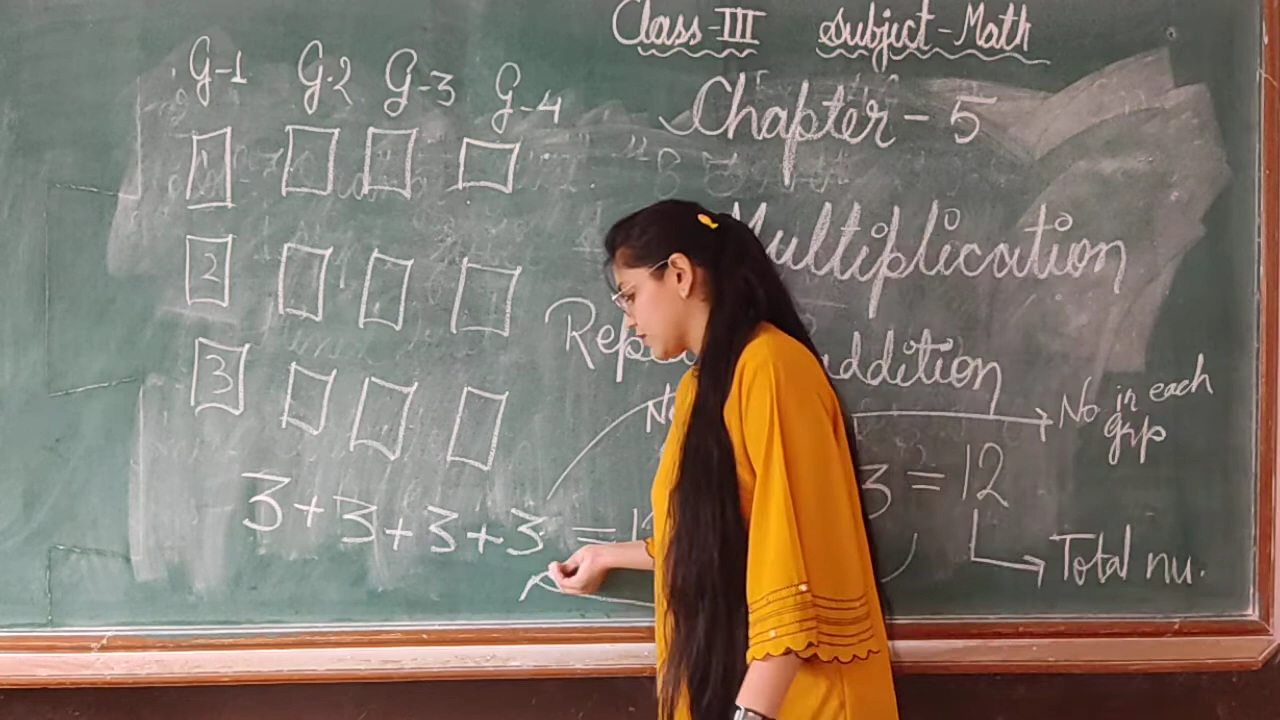 Class-III Subject-Math
Chapter-5
Multiplication
G-1 G-2 G-3 G-4
1
2
3
addition
No in each
grp
3+3+3+3 =
3 = 12
Total nu.